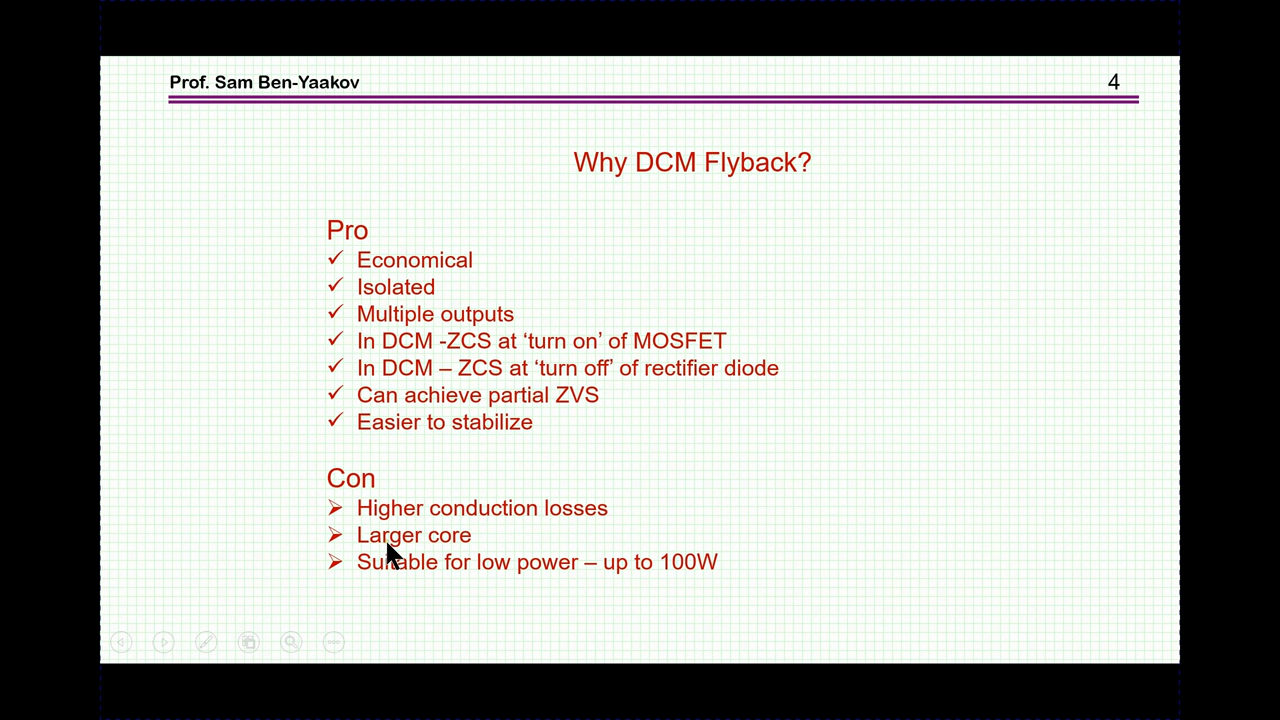 Prof. Sam Ben-Yaakov
4
Why DCM Flyback?
Pro
✓ Economical
✓ Isolated
✓ Multiple outputs
✓ In DCM -ZCS at ‘turn on’ of MOSFET
✓ In DCM – ZCS at ‘turn off’ of rectifier diode
✓ Can achieve partial ZVS
✓ Easier to stabilize
Con
➢ Higher conduction losses
➢ Larger core
➢ Suitable for low power – up to 100W